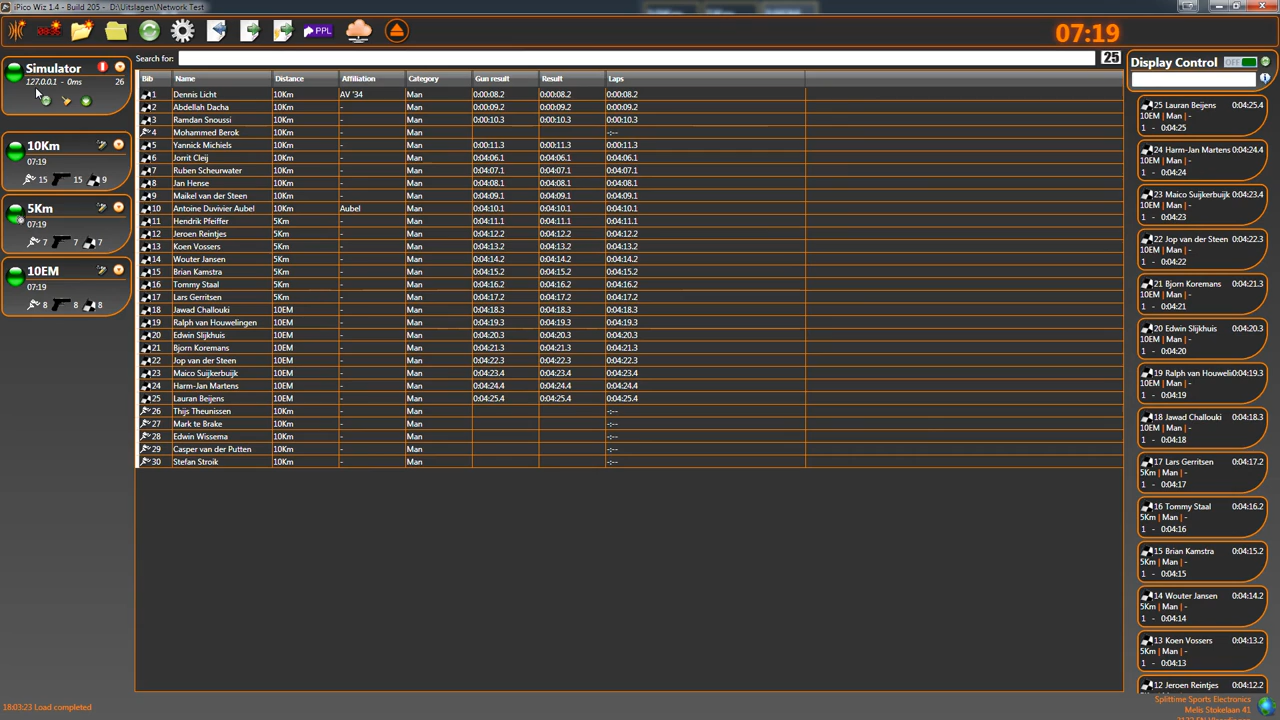 iPico Wiz 1.4 - Build 205 - D:\Uitslagen\Network Test
PPL
07:19
Simulator
127.0.0.1 - 0ms 26
10Km
07:19
15 15 9
5Km
07:19
7 7 7
10EM
07:19
8 8 8
Search for: 25
Bib Name Distance Affiliation Category Gun result Result Laps
1 Dennis Licht 10Km AV '34 Man 0:00:08.2 0:00:08.2 0:00:08.2
2 Abdellah Dacha 10Km - Man 0:00:09.2 0:00:09.2 0:00:09.2
3 Ramdan Snoussi 10Km - Man 0:00:10.3 0:00:10.3 0:00:10.3
4 Mohammed Berok 10Km - Man -:--
5 Yannick Michiels 10Km - Man 0:00:11.3 0:00:11.3 0:00:11.3
6 Jorrit Cleij 10Km - Man 0:04:06.1 0:04:06.1 0:04:06.1
7 Ruben Scheurwater 10Km - Man 0:04:07.1 0:04:07.1 0:04:07.1
8 Jan Hense 10Km - Man 0:04:08.1 0:04:08.1 0:04:08.1
9 Maikel van der Steen 10Km - Man 0:04:09.1 0:04:09.1 0:04:09.1
10 Antoine Duvivier Aubel 10Km Aubel Man 0:04:10.1 0:04:10.1 0:04:10.1
11 Hendrik Pfeiffer 5Km - Man 0:04:11.1 0:04:11.1 0:04:11.1
12 Jeroen Reintjes 5Km - Man 0:04:12.2 0:04:12.2 0:04:12.2
13 Koen Vossers 5Km - Man 0:04:13.2 0:04:13.2 0:04:13.2
14 Wouter Jansen 5Km - Man 0:04:14.2 0:04:14.2 0:04:14.2
15 Brian Kamstra 5Km - Man 0:04:15.2 0:04:15.2 0:04:15.2
16 Tommy Staal 5Km - Man 0:04:16.2 0:04:16.2 0:04:16.2
17 Lars Gerritsen 5Km - Man 0:04:17.2 0:04:17.2 0:04:17.2
18 Jawad Challouki 10EM - Man 0:04:18.3 0:04:18.3 0:04:18.3
19 Ralph van Houwelingen 10EM - Man 0:04:19.3 0:04:19.3 0:04:19.3
20 Edwin Slijkhuis 10EM - Man 0:04:20.3 0:04:20.3 0:04:20.3
21 Bjorn Koremans 10EM - Man 0:04:21.3 0:04:21.3 0:04:21.3
22 Jop van der Steen 10EM - Man 0:04:22.3 0:04:22.3 0:04:22.3
23 Maico Suijkerbuijk 10EM - Man 0:04:23.4 0:04:23.4 0:04:23.4
24 Harm-Jan Martens 10EM - Man 0:04:24.4 0:04:24.4 0:04:24.4
25 Lauran Beijens 10EM - Man 0:04:25.4 0:04:25.4 0:04:25.4
26 Thijs Theunissen 10Km - Man -:--
27 Mark te Brake 10Km - Man -:--
28 Edwin Wissema 10Km - Man -:--
29 Casper van der Putten 10Km - Man -:--
30 Stefan Stroik 10Km - Man -:--
Display Control OFF
25 Lauran Beijens 0:04:25.4
10EM | Man | -
1 - 0:04:25
24 Harm-Jan Martens 0:04:24.4
10EM | Man | -
1 - 0:04:24
23 Maico Suijkerbuijk 0:04:23.4
10EM | Man | -
1 - 0:04:23
22 Jop van der Steen 0:04:22.3
10EM | Man | -
1 - 0:04:22
21 Bjorn Koremans 0:04:21.3
10EM | Man | -
1 - 0:04:21
20 Edwin Slijkhuis 0:04:20.3
10EM | Man | -
1 - 0:04:20
19 Ralph van Houweli 0:04:19.3
10EM | Man | -
1 - 0:04:19
18 Jawad Challouki 0:04:18.3
10EM | Man | -
1 - 0:04:18
17 Lars Gerritsen 0:04:17.2
5Km | Man | -
1 - 0:04:17
16 Tommy Staal 0:04:16.2
5Km | Man | -
1 - 0:04:16
15 Brian Kamstra 0:04:15.2
5Km | Man | -
1 - 0:04:15
14 Wouter Jansen 0:04:14.2
5Km | Man | -
1 - 0:04:14
13 Koen Vossers 0:04:13.2
5Km | Man | -
1 - 0:04:13
12 Jeroen Reintjes 0:04:12.2
18:03:23 Load completed
Splittime Sports Electronics
Melis Stokelaan 41